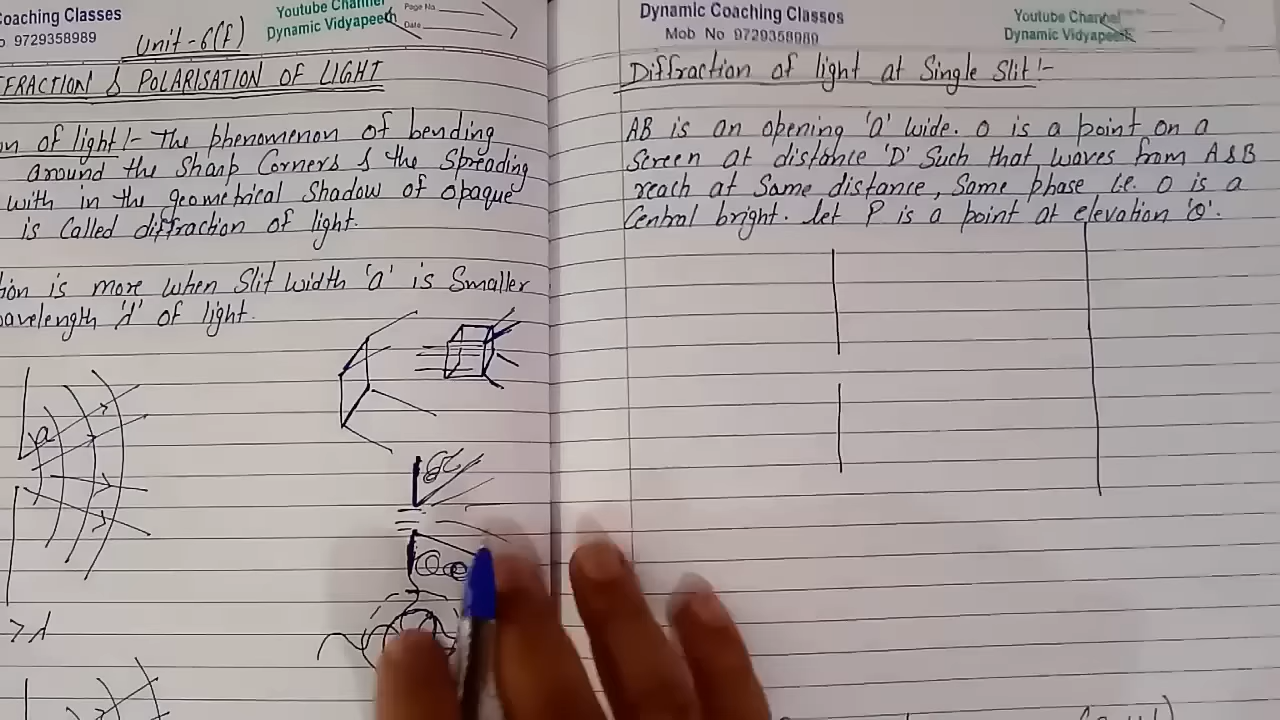 Coaching Classes
Youtube Channel
Page No.
9729358989
Dynamic Vidyapeeth
Date
Unit-6(F)
FRACTION & POLARISATION OF LIGHT
of light!- The phenomenon of bending
around the Sharp Corners & the Spreading
with in the geometrical Shadow of opaque
is Called diffraction of light.
is more when Slit width 'a' is Smaller
wavelength 'λ' of light.
a
> λ
Dynamic Coaching Classes
Youtube Channel
Mob No 9729358989
Dynamic Vidyapeeth
Diffraction of light at Single Slit!-
AB is an opening 'a' wide. O is a point on a
Screen at distance 'D' Such that waves from A&B
reach at Same distance, Same phase, i.e. O is a
Central bright. let P is a point at elevation 'θ'.